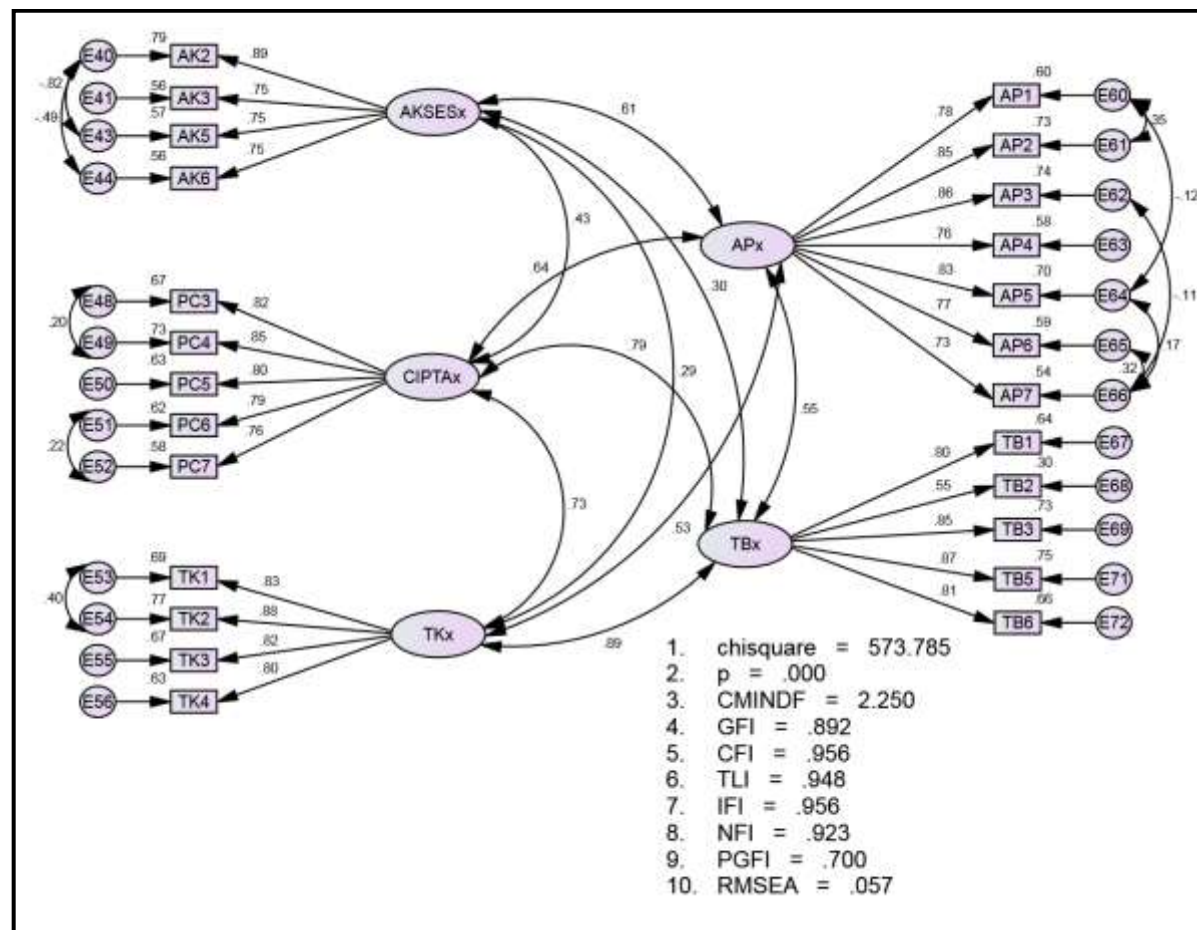 .79
E40
AK2
.89
-.82
.56
E41
AK3
.75
.57
E43
AK5
.75
-.49
.56
E44
AK6
.75
AKSESx
.61
.43
.67
E48
PC3
.82
.20
.73
E49
PC4
.85
.63
E50
PC5
.80
.62
E51
PC6
.79
.22
.58
E52
PC7
.76
CIPTAx
.64
.79
.30
.29
.55
.73
.53
.69
E53
TK1
.83
.40
.77
E54
TK2
.88
.67
E55
TK3
.82
.63
E56
TK4
.80
TKx
.89
APx
.60
.78
AP1
E60
.35
.73
.85
AP2
E61
.74
.86
AP3
E62
-.12
.58
.76
AP4
E63
.70
.83
AP5
E64
-.11
.59
.77
AP6
E65
.17
.32
.54
.73
AP7
E66
TBx
.64
.80
TB1
E67
.30
.55
TB2
E68
.73
.85
TB3
E69
.75
.87
TB5
E71
.66
.81
TB6
E72
1. chisquare = 573.785
2. p = .000
3. CMINDF = 2.250
4. GFI = .892
5. CFI = .956
6. TLI = .948
7. IFI = .956
8. NFI = .923
9. PGFI = .700
10. RMSEA = .057